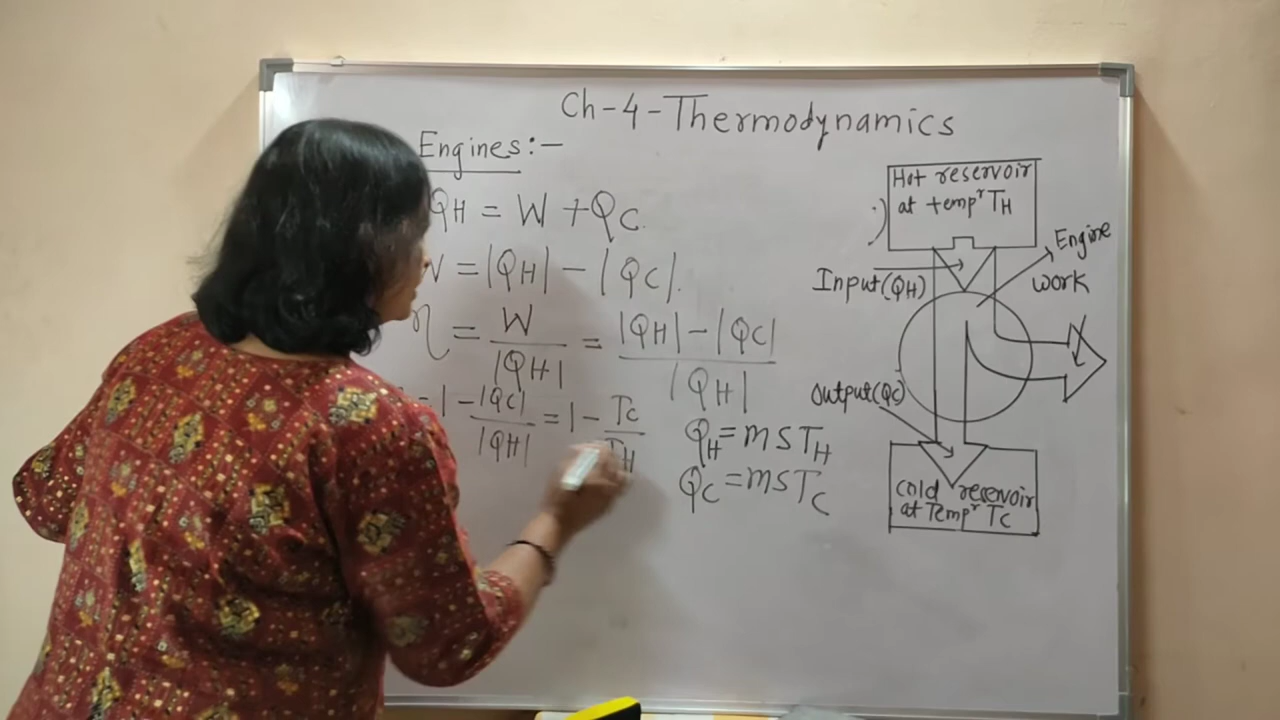 Ch-4-Thermodynamics
Engines:-
QH = W + QC.
W = |QH| - |QC|.
η = W/|QH| = |QH| - |QC|/|QH|
= 1 - |QC|/|QH| = 1 - TC/TH
QH = msTH
QC = msTC
Hot reservoir
at tempr TH
Engine
Input(QH)
work
Output(QC)
Cold reservoir
at Tempr TC